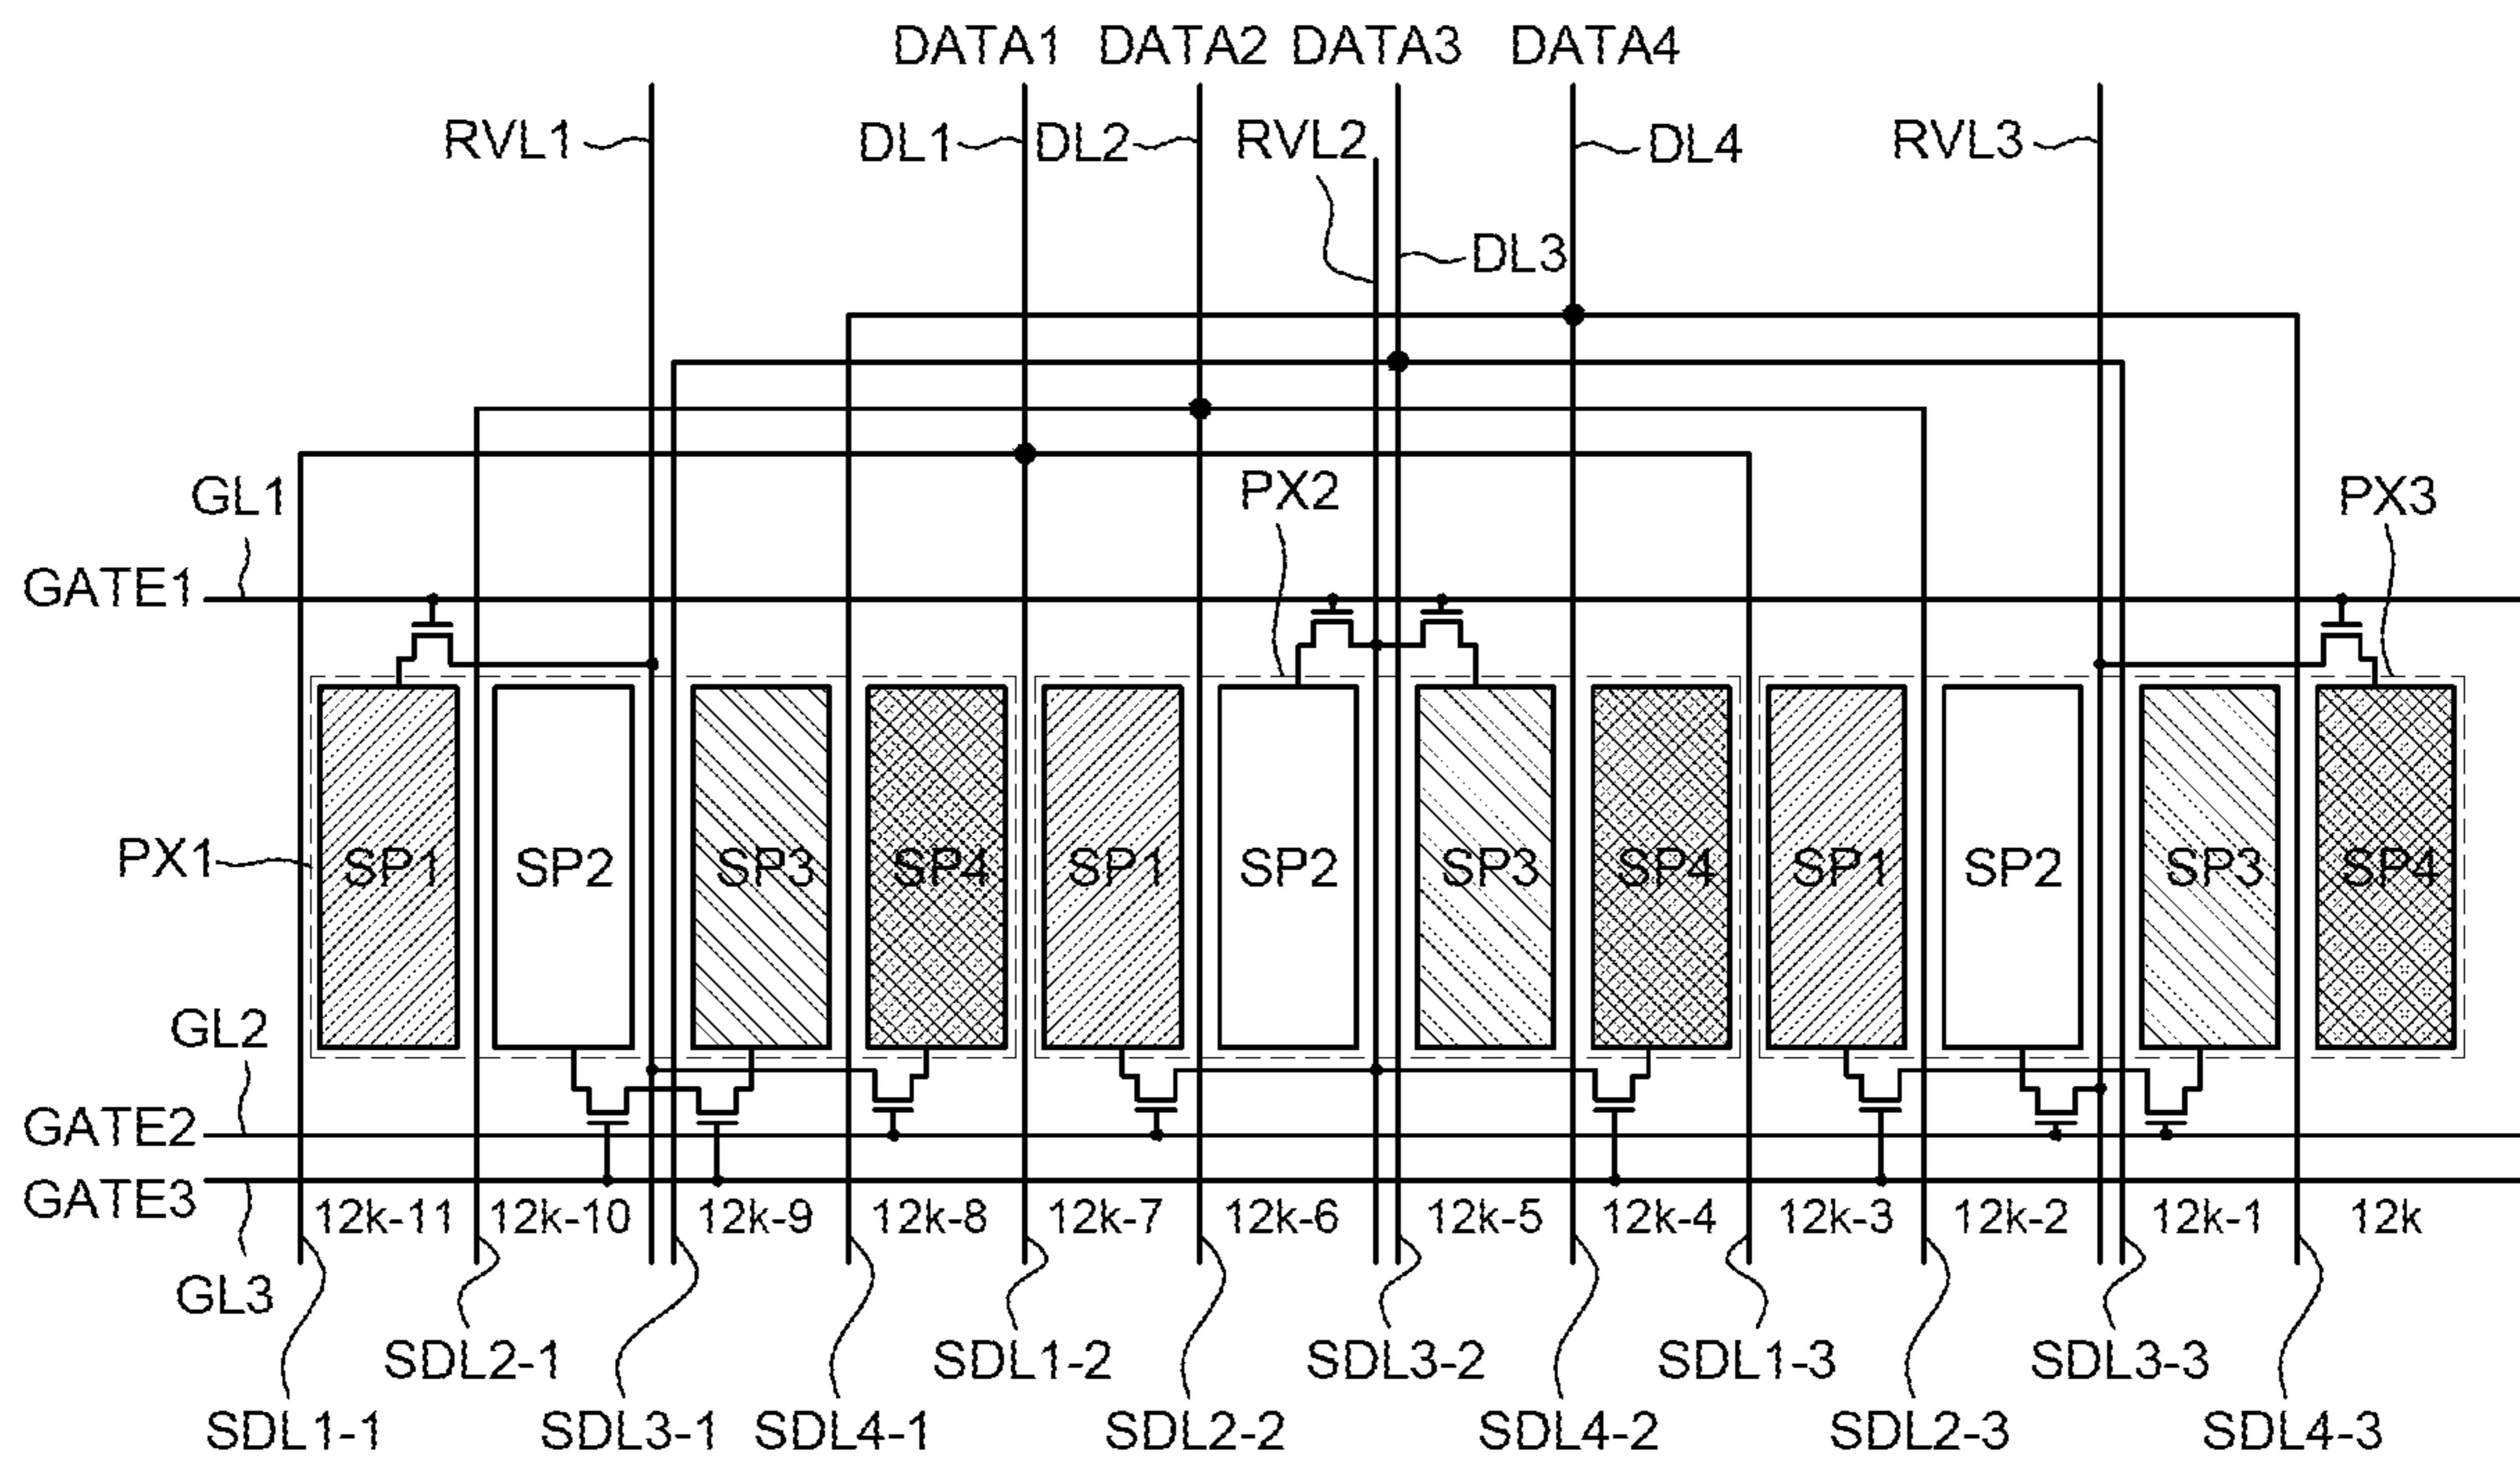 DATA1 DATA2 DATA3 DATA4
RVL1 DL1 DL2 RVL2 DL4 RVL3
DL3
GL1 PX2 PX3
GATE1
PX1 SP1 SP2 SP3 SP4 SP1 SP2 SP3 SP4 SP1 SP2 SP3 SP4
GL2
GATE2
GATE3 12k-11 12k-10 12k-9 12k-8 12k-7 12k-6 12k-5 12k-4 12k-3 12k-2 12k-1 12k
GL3
SDL2-1 SDL1-2 SDL3-2 SDL1-3 SDL3-3
SDL1-1 SDL3-1 SDL4-1 SDL2-2 SDL4-2 SDL2-3 SDL4-3